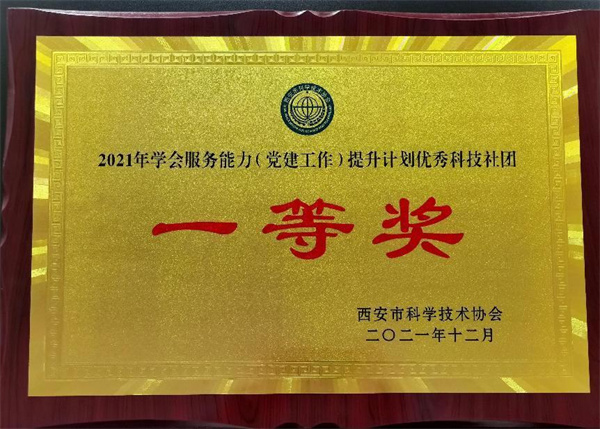 2021年学会服务能力(党建工作)提升计划优秀科技社团
一等奖
西安市科学技术协会
二〇二一年十二月